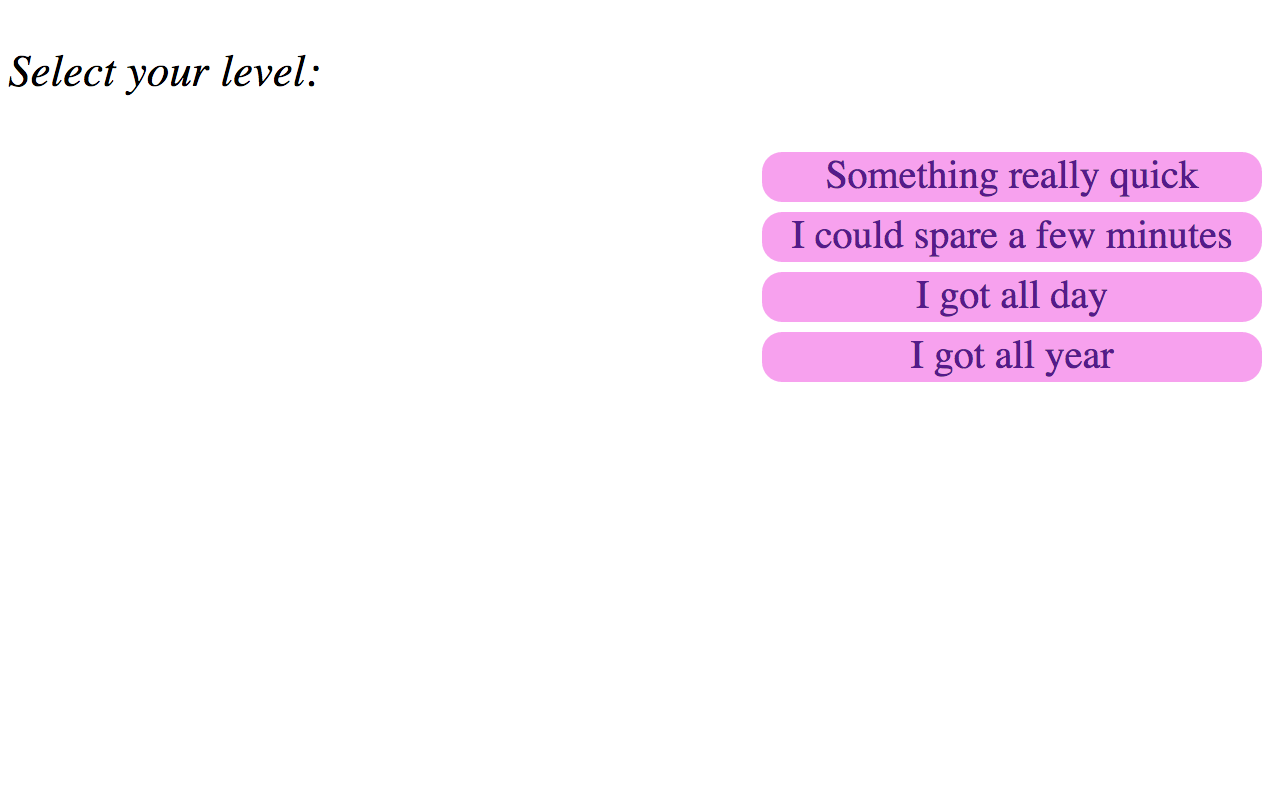 Select your level:
Something really quick
I could spare a few minutes
I got all day
I got all year